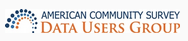 AMERICAN COMMUNITY SURVEY
DATA USERS GROUP